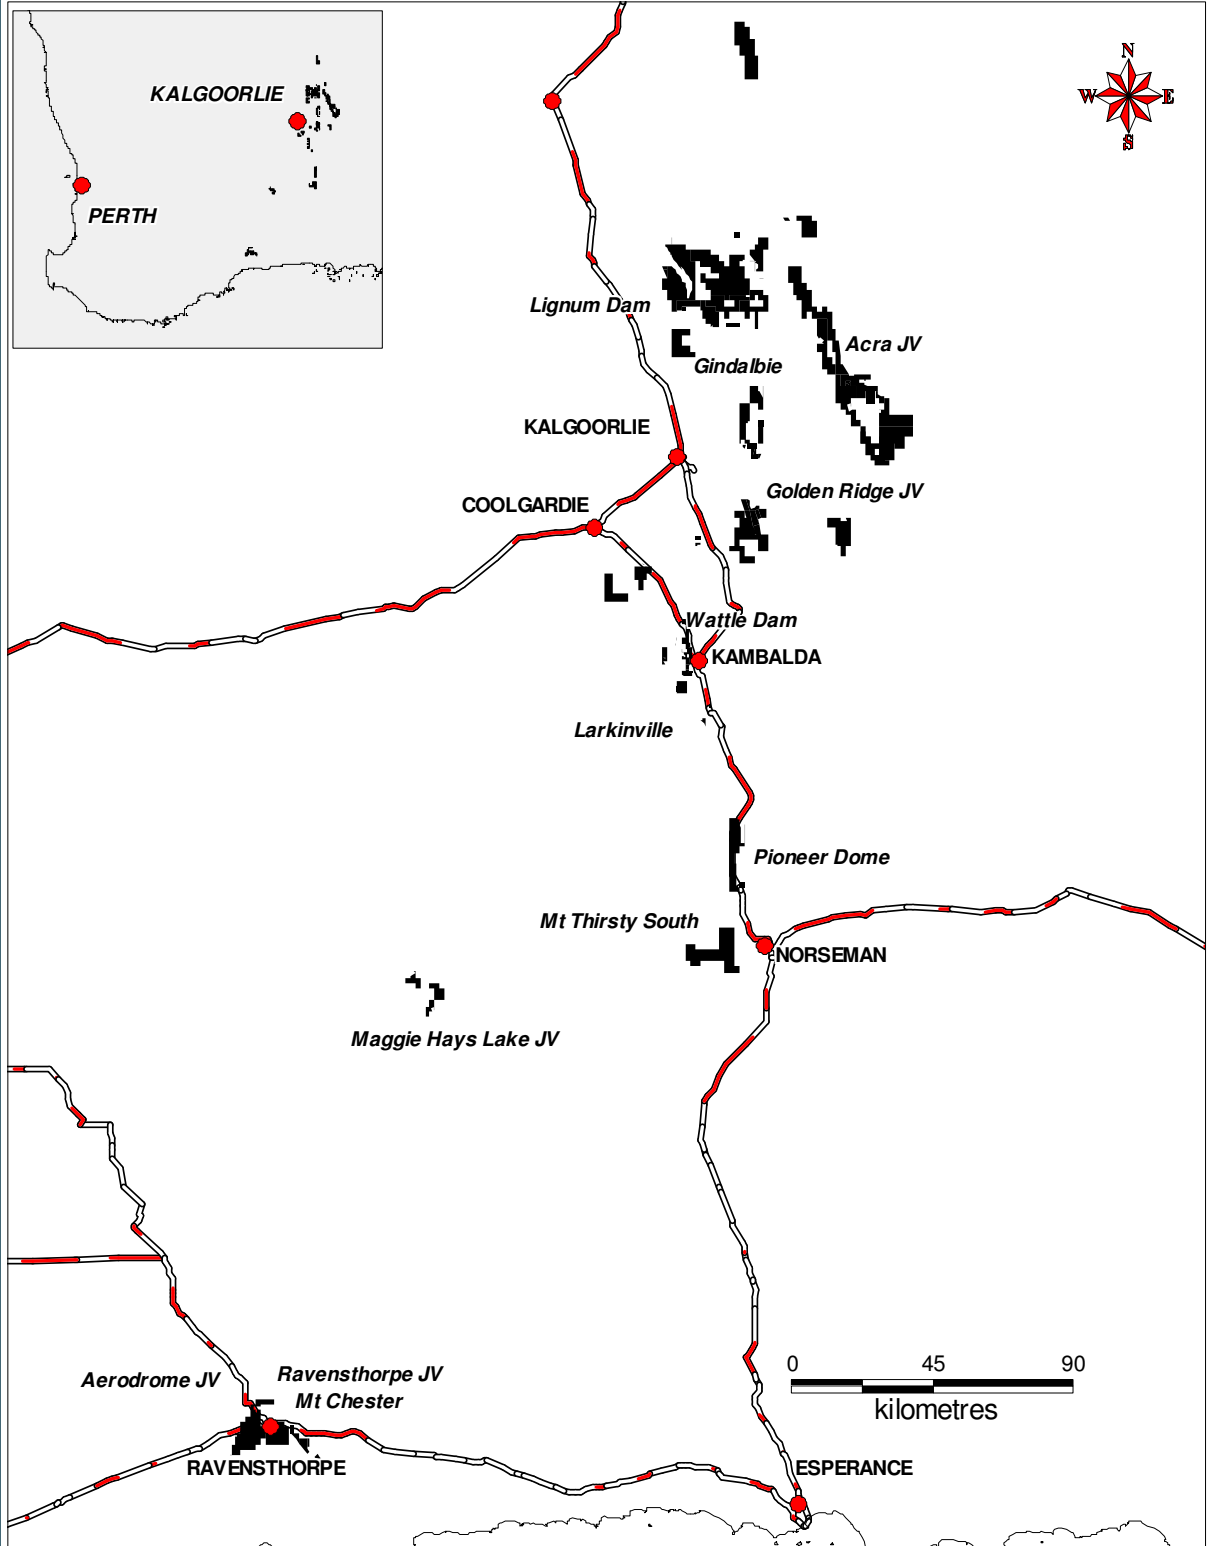 KALGOORLIE
PERTH
N
W E
S
Lignum Dam
Acra JV
Gindalbie
KALGOORLIE
Golden Ridge JV
COOLGARDIE
Wattle Dam
KAMBALDA
Larkinville
Pioneer Dome
Mt Thirsty South
NORSEMAN
Maggie Hays Lake JV
0 45 90
kilometres
Aerodrome JV
Ravensthorpe JV
Mt Chester
RAVENSTHORPE
ESPERANCE